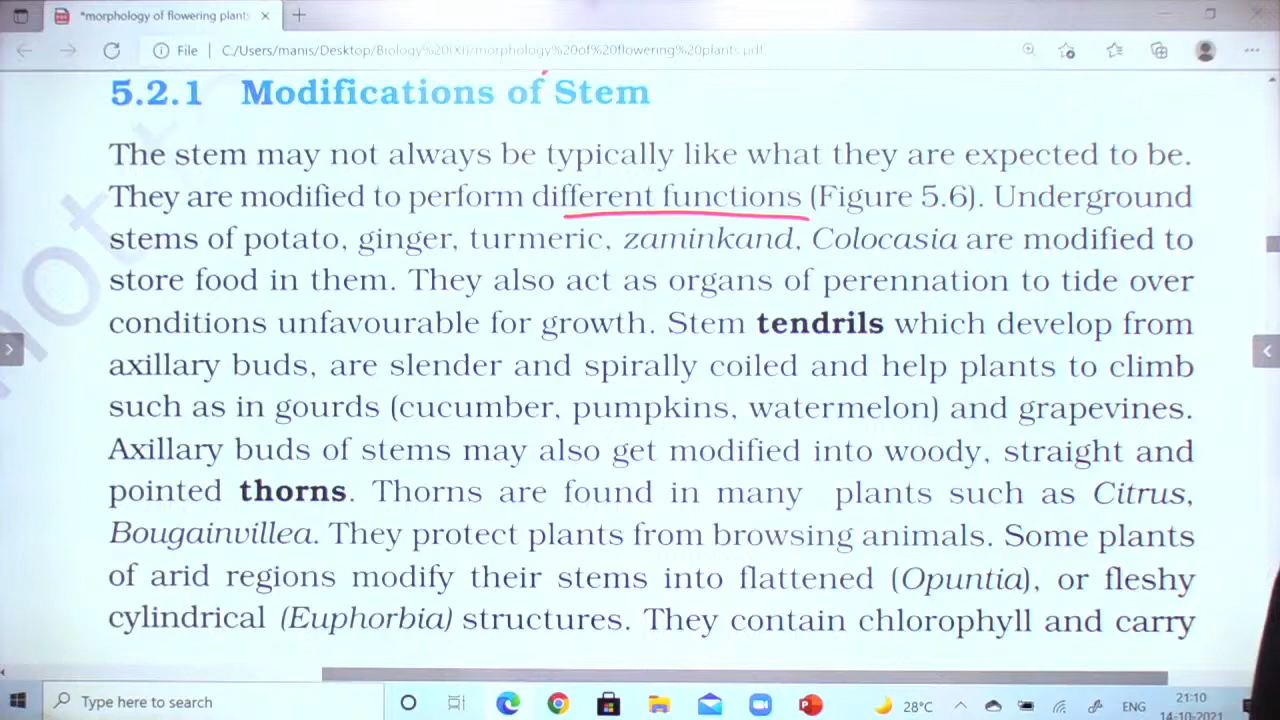 *morphology of flowering plants
File | C:/Users/manis/Desktop/Biology%20(XI)/morphology%20of%20flowering%20plants.pdf
5.2.1 Modifications of Stem
The stem may not always be typically like what they are expected to be.
They are modified to perform different functions (Figure 5.6). Underground
stems of potato, ginger, turmeric, zaminkand, Colocasia are modified to
store food in them. They also act as organs of perennation to tide over
conditions unfavourable for growth. Stem tendrils which develop from
axillary buds, are slender and spirally coiled and help plants to climb
such as in gourds (cucumber, pumpkins, watermelon) and grapevines.
Axillary buds of stems may also get modified into woody, straight and
pointed thorns. Thorns are found in many plants such as Citrus,
Bougainvillea. They protect plants from browsing animals. Some plants
of arid regions modify their stems into flattened (Opuntia), or fleshy
cylindrical (Euphorbia) structures. They contain chlorophyll and carry
not
Type here to search
28°C
ENG
21:10
14-10-2021